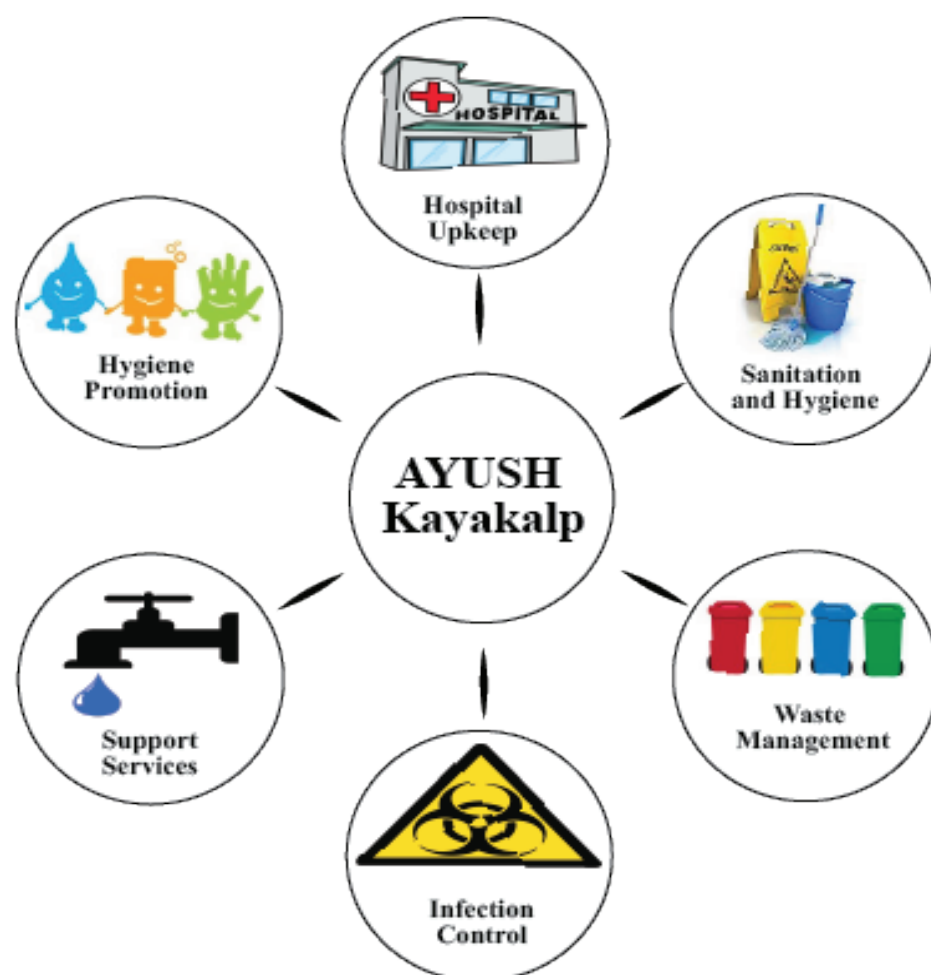 HOSPITAL
Hospital
Upkeep
Sanitation
and Hygiene
Waste
Management
Infection
Control
Support
Services
Hygiene
Promotion
AYUSH
Kayakalp